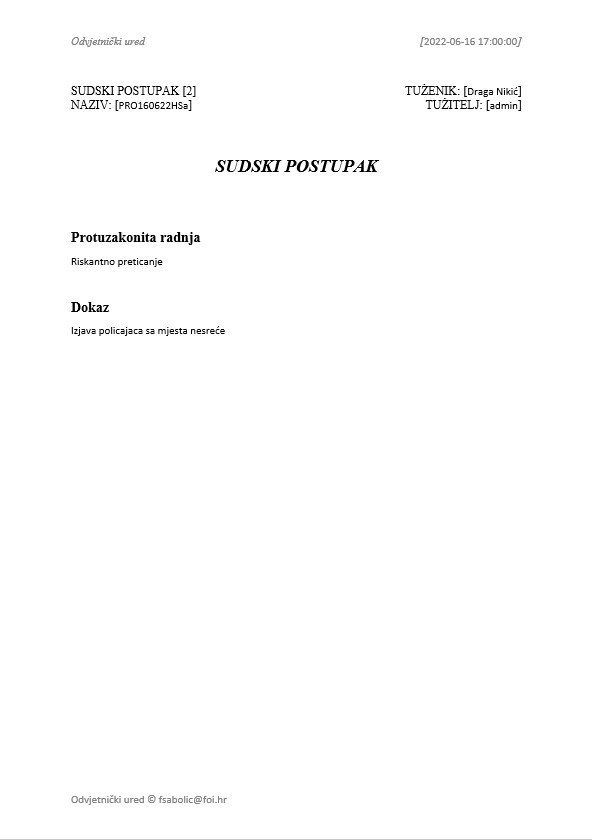 Odvjetnički ured [2022-06-16 17:00:00]
SUDSKI POSTUPAK [2] TUŽENIK: [Draga Nikić]
NAZIV: [PRO160622HSa] TUŽITELJ: [admin]
SUDSKI POSTUPAK
Protuzakonita radnja
Riskantno preticanje
Dokaz
Izjava policajaca sa mjesta nesreće
Odvjetnički ured © fsabolic@foi.hr